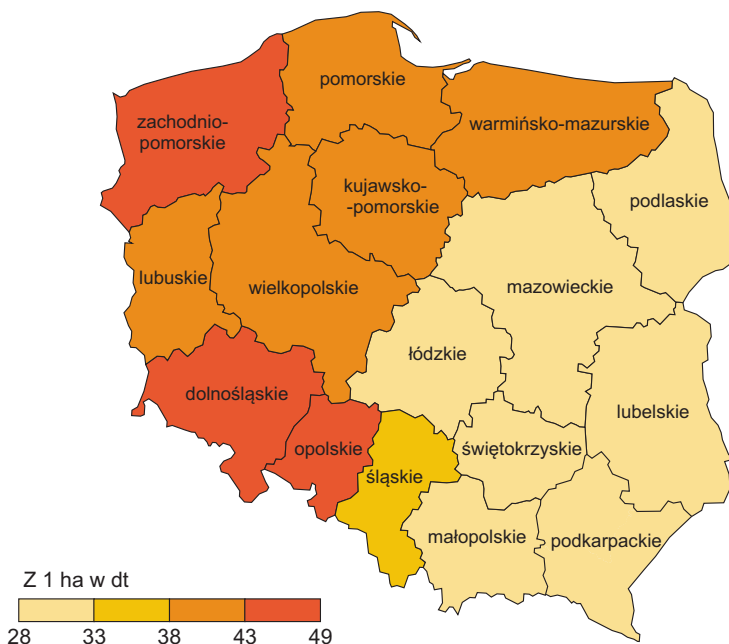 pomorskie
zachodnio-
pomorskie
warmińsko-mazurskie
kujawsko-
-pomorskie
podlaskie
lubuskie
wielkopolskie
mazowieckie
łódzkie
dolnośląskie
lubelskie
opolskie
świętokrzyskie
śląskie
małopolskie
podkarpackie
Z 1 ha w dt
28 33 38 43 49